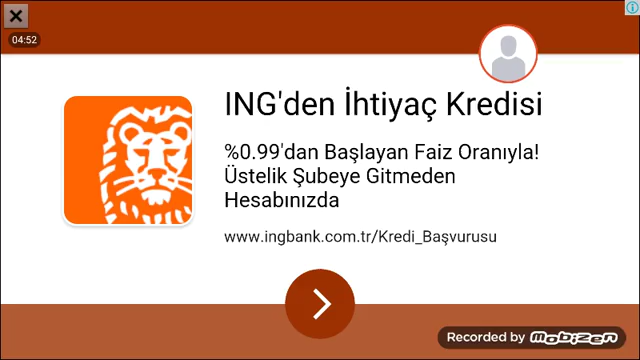 04:52
ING'den İhtiyaç Kredisi
%0.99'dan Başlayan Faiz Oranıyla!
Üstelik Şubeye Gitmeden
Hesabınızda
www.ingbank.com.tr/Kredi_Başvurusu
Recorded by Mobizen